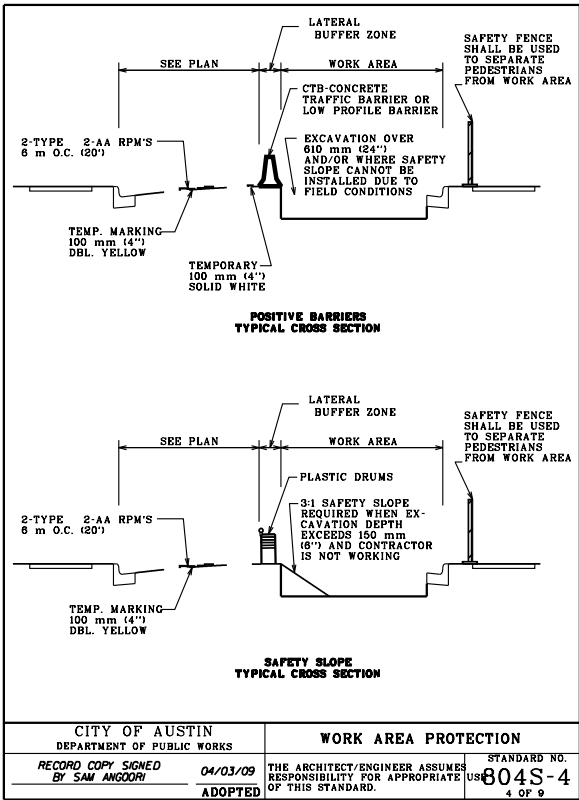 LATERAL
BUFFER ZONE
SEE PLAN
WORK AREA
SAFETY FENCE
SHALL BE USED
TO SEPARATE
PEDESTRIANS
FROM WORK AREA
CTB-CONCRETE
TRAFFIC BARRIER OR
LOW PROFILE BARRIER
2-TYPE 2-AA RPM'S
6 m O.C. (20')
EXCAVATION OVER
610 mm (24")
AND/OR WHERE SAFETY
SLOPE CANNOT BE
INSTALLED DUE TO
FIELD CONDITIONS
TEMP. MARKING
100 mm (4")
DBL. YELLOW
TEMPORARY
100 mm (4")
SOLID WHITE
POSITIVE BARRIERS
TYPICAL CROSS SECTION
LATERAL
BUFFER ZONE
SEE PLAN
WORK AREA
SAFETY FENCE
SHALL BE USED
TO SEPARATE
PEDESTRIANS
FROM WORK AREA
PLASTIC DRUMS
2-TYPE 2-AA RPM'S
6 m O.C. (20')
3:1 SAFETY SLOPE
REQUIRED WHEN EX-
CAVATION DEPTH
EXCEEDS 150 mm
(6") AND CONTRACTOR
IS NOT WORKING
TEMP. MARKING
100 mm (4")
DBL. YELLOW
SAFETY SLOPE
TYPICAL CROSS SECTION
CITY OF AUSTIN
DEPARTMENT OF PUBLIC WORKS
WORK AREA PROTECTION
RECORD COPY SIGNED
BY SAM ANGOORI
04/03/09
ADOPTED
THE ARCHITECT/ENGINEER ASSUMES
RESPONSIBILITY FOR APPROPRIATE USE
OF THIS STANDARD.
STANDARD NO.
804S-4
4 OF 9